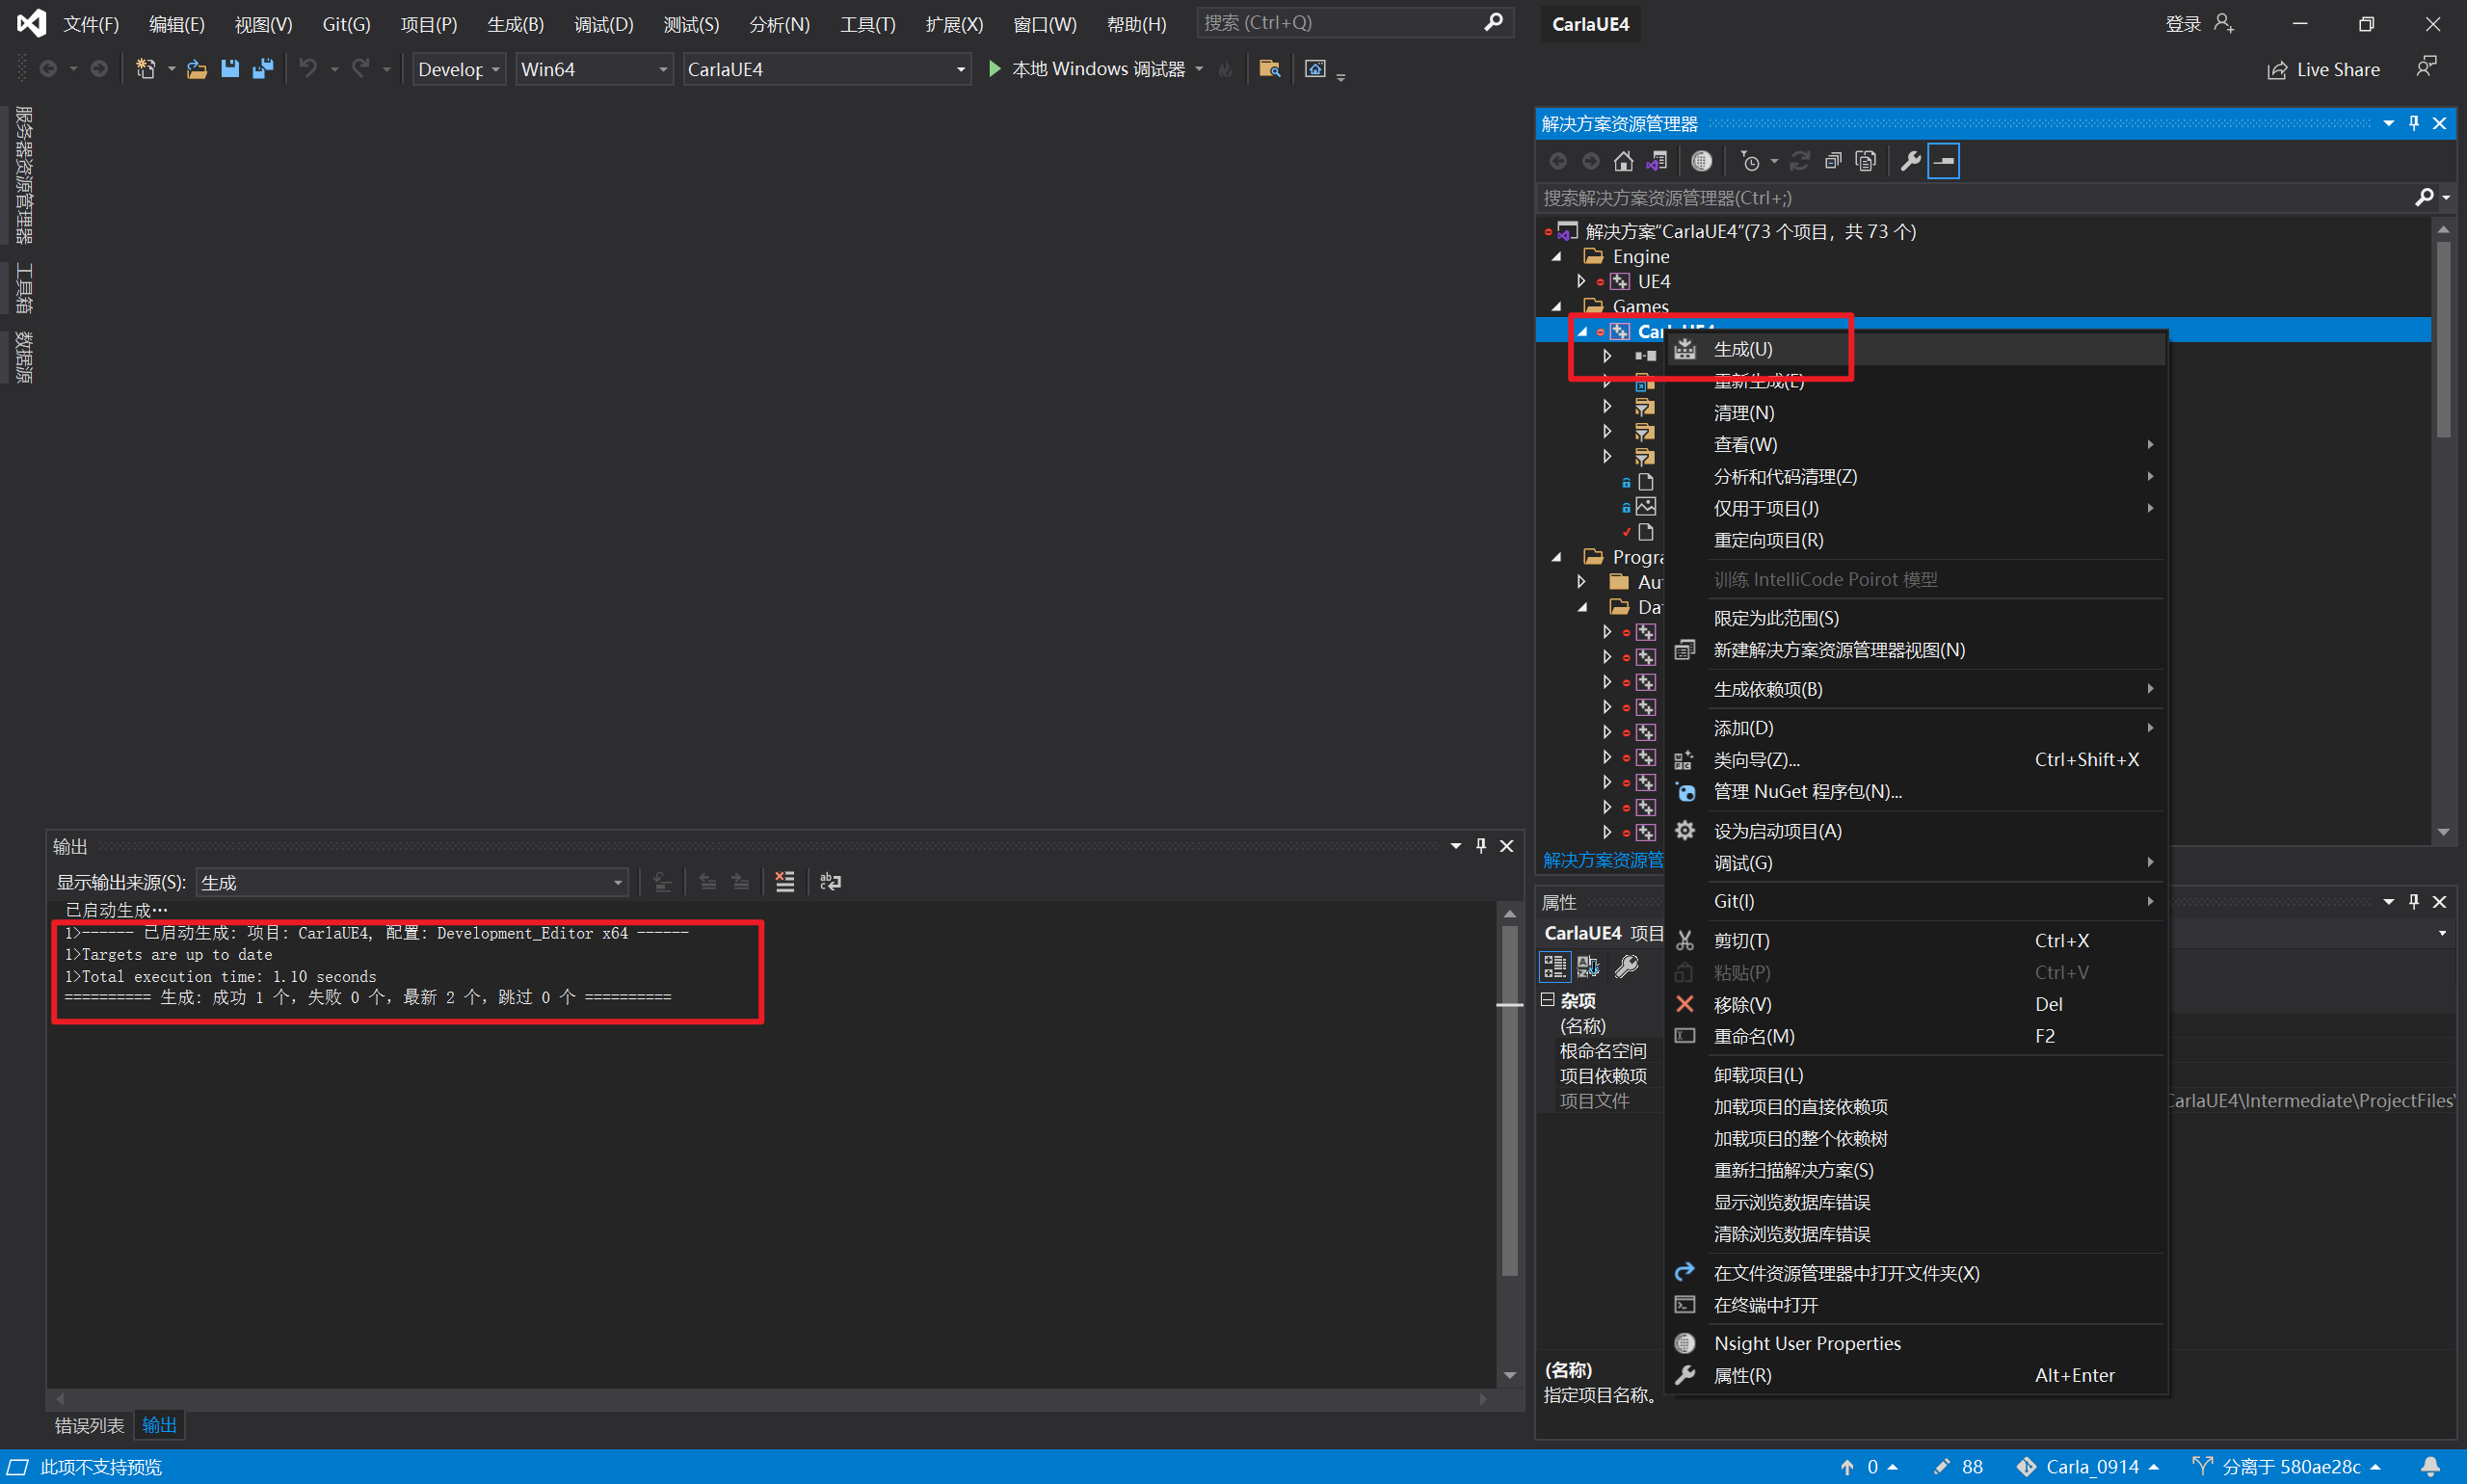 文件(F) 编辑(E) 视图(V) Git(G) 项目(P) 生成(B) 调试(D) 测试(S) 分析(N) 工具(T) 扩展(X) 窗口(W) 帮助(H) 搜索 (Ctrl+Q) CarlaUE4 登录
Develop Win64 CarlaUE4 本地 Windows 调试器 Live Share
服务器资源管理器
工具箱
数据源
解决方案资源管理器
搜索解决方案资源管理器(Ctrl+;)
解决方案"CarlaUE4"(73 个项目，共 73 个)
Engine
UE4
Games
生成(U)
重新生成(E)
清理(N)
查看(W)
分析和代码清理(Z)
仅用于项目(J)
重定向项目(R)
训练 IntelliCode Poirot 模型
限定为此范围(S)
新建解决方案资源管理器视图(N)
生成依赖项(B)
添加(D)
类向导(Z)... Ctrl+Shift+X
管理 NuGet 程序包(N)...
设为启动项目(A)
调试(G)
Git(I)
剪切(T) Ctrl+X
粘贴(P) Ctrl+V
移除(V) Del
重命名(M) F2
卸载项目(L)
加载项目的直接依赖项
加载项目的整个依赖树
重新扫描解决方案(S)
显示浏览数据库错误
清除浏览数据库错误
在文件资源管理器中打开文件夹(X)
在终端中打开
Nsight User Properties
属性(R) Alt+Enter
解决方案资源管
属性
CarlaUE4 项目
杂项
(名称)
根命名空间
项目依赖项
项目文件 CarlaUE4\Intermediate\ProjectFiles\
(名称)
指定项目名称。
输出
显示输出来源(S): 生成
已启动生成…
1>------ 已启动生成: 项目: CarlaUE4, 配置: Development_Editor x64 ------
1>Targets are up to date
1>Total execution time: 1.10 seconds
========== 生成: 成功 1 个，失败 0 个，最新 2 个，跳过 0 个 ==========
错误列表 输出
此项不支持预览 0 88 Carla_0914 分离于 580ae28c